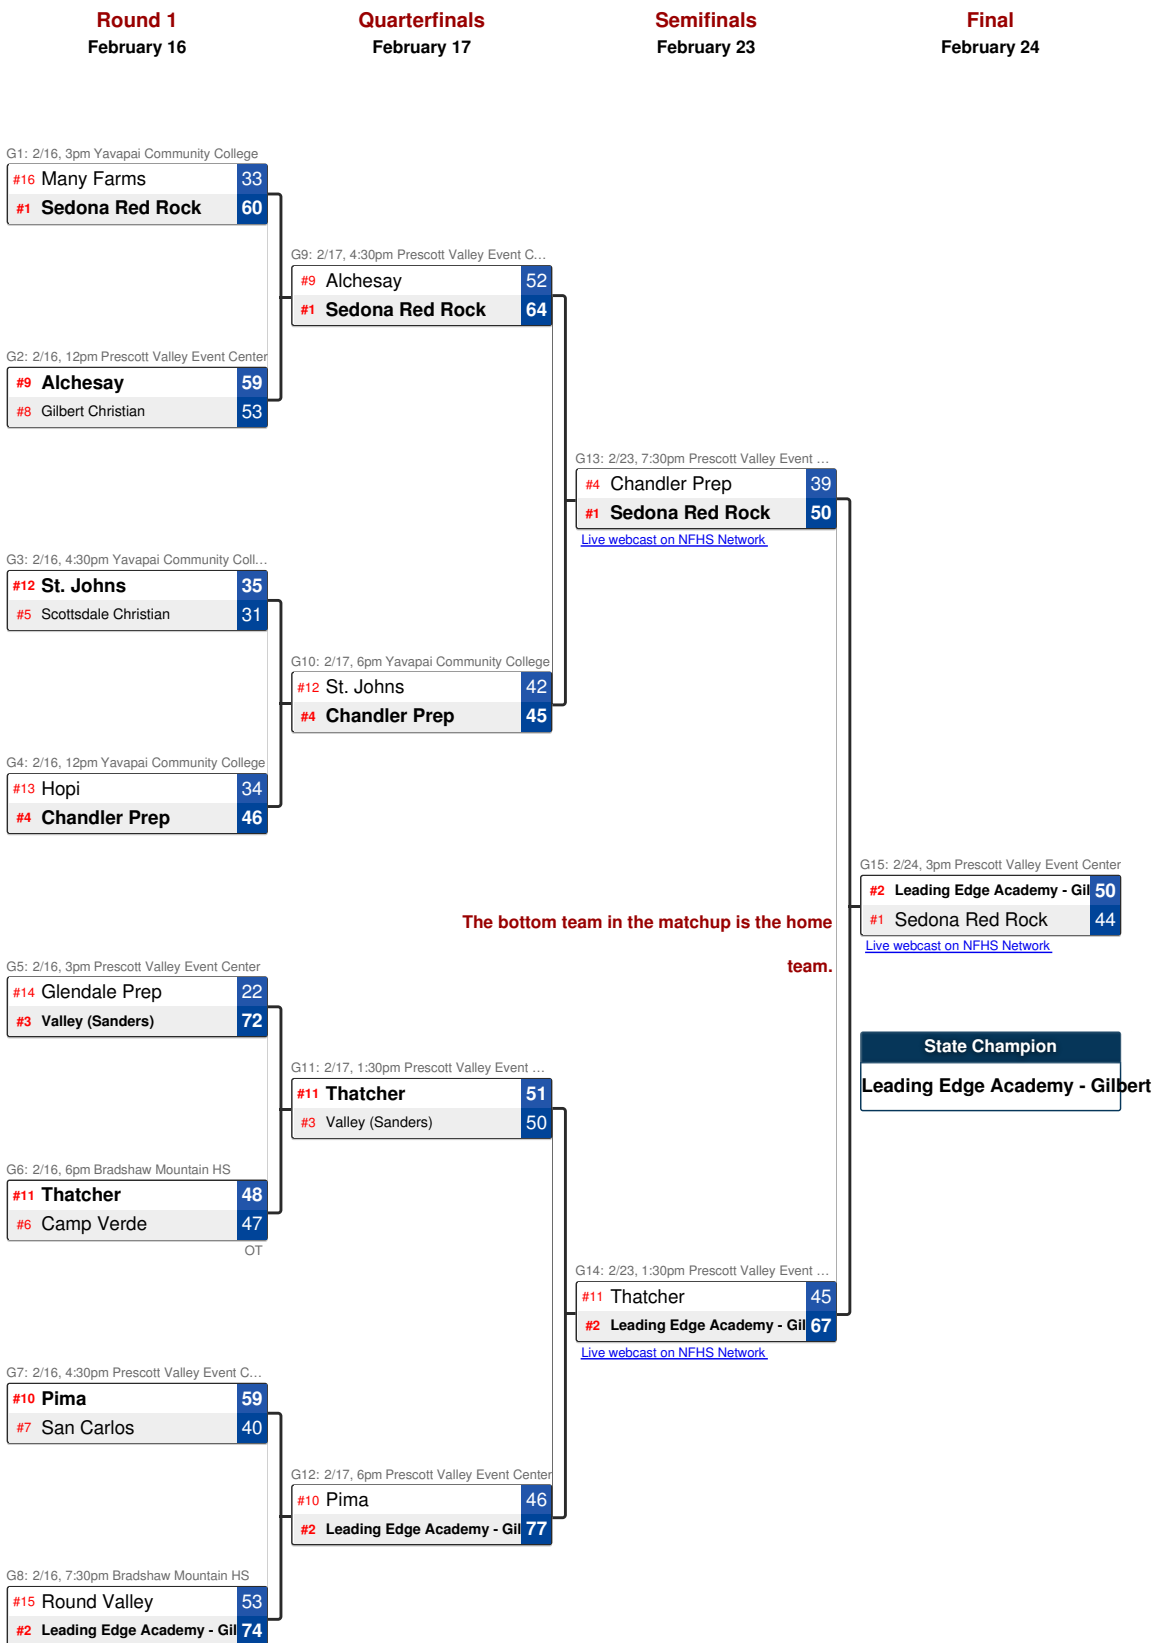 Round 1
February 16
Quarterfinals
February 17
Semifinals
February 23
Final
February 24
G1: 2/16, 3pm Yavapai Community College
#16 Many Farms 33
#1 Sedona Red Rock 60
G9: 2/17, 4:30pm Prescott Valley Event C...
#9 Alchesay 52
#1 Sedona Red Rock 64
G2: 2/16, 12pm Prescott Valley Event Center
#9 Alchesay 59
#8 Gilbert Christian 53
G13: 2/23, 7:30pm Prescott Valley Event ...
#4 Chandler Prep 39
#1 Sedona Red Rock 50
Live webcast on NFHS Network
G3: 2/16, 4:30pm Yavapai Community Coll...
#12 St. Johns 35
#5 Scottsdale Christian 31
G10: 2/17, 6pm Yavapai Community College
#12 St. Johns 42
#4 Chandler Prep 45
G4: 2/16, 12pm Yavapai Community College
#13 Hopi 34
#4 Chandler Prep 46
G15: 2/24, 3pm Prescott Valley Event Center
#2 Leading Edge Academy - Gil 50
#1 Sedona Red Rock 44
Live webcast on NFHS Network
The bottom team in the matchup is the home
team.
G5: 2/16, 3pm Prescott Valley Event Center
#14 Glendale Prep 22
#3 Valley (Sanders) 72
State Champion
Leading Edge Academy - Gilbert
G11: 2/17, 1:30pm Prescott Valley Event ...
#11 Thatcher 51
#3 Valley (Sanders) 50
G6: 2/16, 6pm Bradshaw Mountain HS
#11 Thatcher 48
#6 Camp Verde 47
OT
G14: 2/23, 1:30pm Prescott Valley Event ...
#11 Thatcher 45
#2 Leading Edge Academy - Gil 67
Live webcast on NFHS Network
G7: 2/16, 4:30pm Prescott Valley Event C...
#10 Pima 59
#7 San Carlos 40
G12: 2/17, 6pm Prescott Valley Event Center
#10 Pima 46
#2 Leading Edge Academy - Gil 77
G8: 2/16, 7:30pm Bradshaw Mountain HS
#15 Round Valley 53
#2 Leading Edge Academy - Gil 74